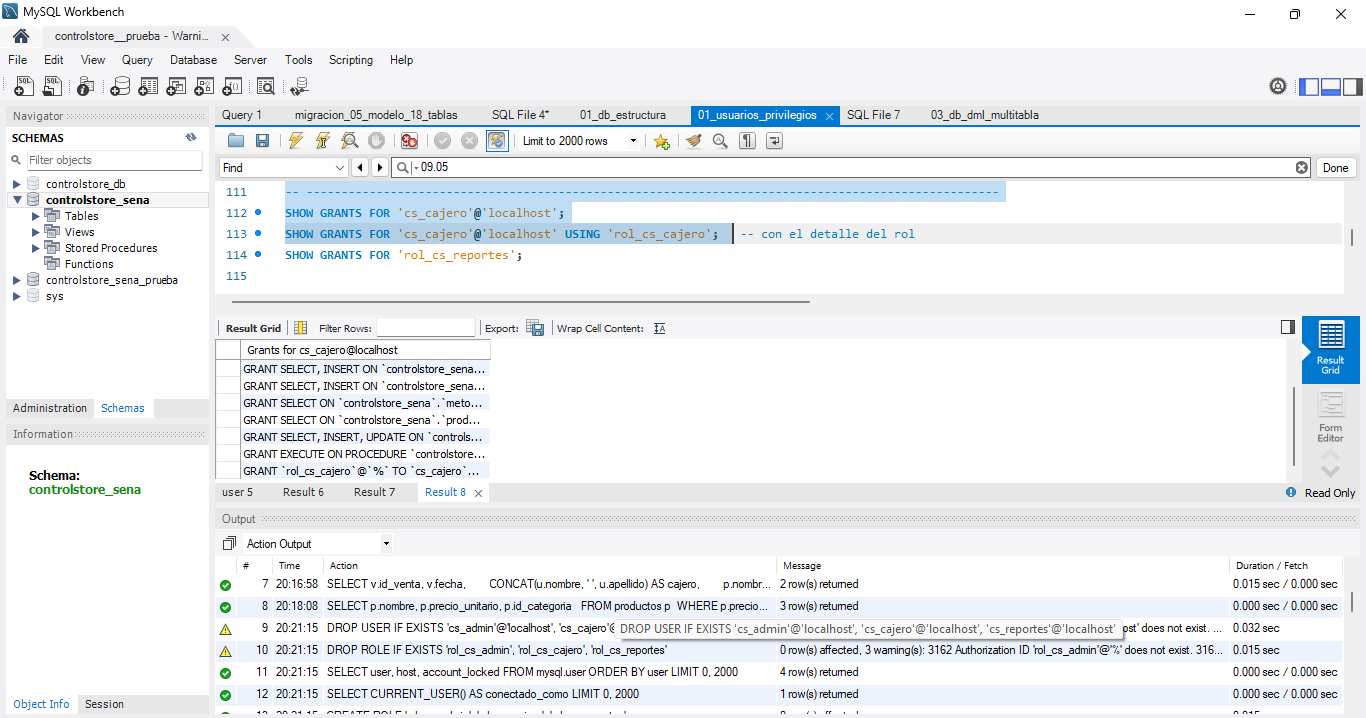 MySQL Workbench
controlstore__prueba - Warni...
File Edit View Query Database Server Tools Scripting Help
Navigator
SCHEMAS
Filter objects
controlstore_db
controlstore_sena
Tables
Views
Stored Procedures
Functions
controlstore_sena_prueba
sys
Administration Schemas
Information
Schema:
controlstore_sena
Object Info Session
Query 1 migracion_05_modelo_18_tablas SQL File 4* 01_db_estructura 01_usuarios_privilegios SQL File 7 03_db_dml_multitabla
Limit to 2000 rows
Find 09.05 Done
111 -- -----------------------------------------------------------------------------------------------
112 SHOW GRANTS FOR 'cs_cajero'@'localhost';
113 SHOW GRANTS FOR 'cs_cajero'@'localhost' USING 'rol_cs_cajero'; -- con el detalle del rol
114 SHOW GRANTS FOR 'rol_cs_reportes';
115
Result Grid Filter Rows: Export: Wrap Cell Content:
Grants for cs_cajero@localhost
GRANT SELECT, INSERT ON `controlstore_sena...
GRANT SELECT, INSERT ON `controlstore_sena...
GRANT SELECT ON `controlstore_sena`.`meto...
GRANT SELECT ON `controlstore_sena`.`prod...
GRANT SELECT, INSERT, UPDATE ON `controls...
GRANT EXECUTE ON PROCEDURE `controlstore...
GRANT `rol_cs_cajero`@`%` TO `cs_cajero`...
Result Grid
Form Editor
user 5 Result 6 Result 7 Result 8 Read Only
Output
Action Output
# Time Action Message Duration / Fetch
7 20:16:58 SELECT v.id_venta, v.fecha, CONCAT(u.nombre, ' ', u.apellido) AS cajero, p.nombr... 2 row(s) returned 0.015 sec / 0.000 sec
8 20:18:08 SELECT p.nombre, p.precio_unitario, p.id_categoria FROM productos p WHERE p.precio... 3 row(s) returned 0.000 sec / 0.000 sec
9 20:21:15 DROP USER IF EXISTS 'cs_admin'@'localhost', 'cs_cajero'@ DROP USER IF EXISTS 'cs_admin'@'localhost', 'cs_cajero'@'localhost', 'cs_reportes'@'localhost' does not exist. ... 0.032 sec
10 20:21:15 DROP ROLE IF EXISTS 'rol_cs_admin', 'rol_cs_cajero', 'rol_cs_reportes' 0 row(s) affected, 3 warning(s): 3162 Authorization ID 'rol_cs_admin'@'%' does not exist. 316... 0.015 sec
11 20:21:15 SELECT user, host, account_locked FROM mysql.user ORDER BY user LIMIT 0, 2000 4 row(s) returned 0.000 sec / 0.000 sec
12 20:21:15 SELECT CURRENT_USER() AS conectado_como LIMIT 0, 2000 1 row(s) returned 0.000 sec / 0.000 sec